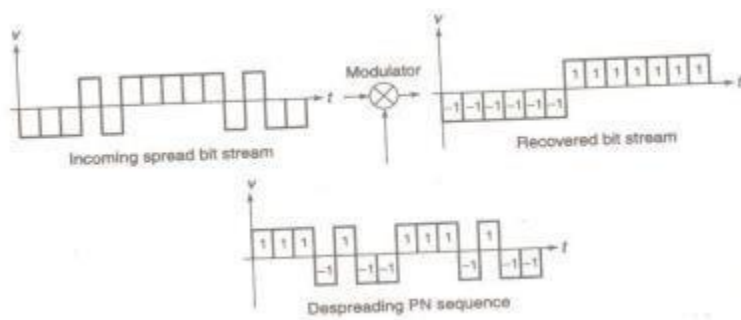 v
t
Incoming spread bit stream
Modulator
v
-1 -1 -1 -1 -1 -1 1 1 1 1 1 1 1
t
Recovered bit stream
v
1 1 1 -1 1 -1 -1 1 1 1 -1 1 -1 -1
t
Despreading PN sequence